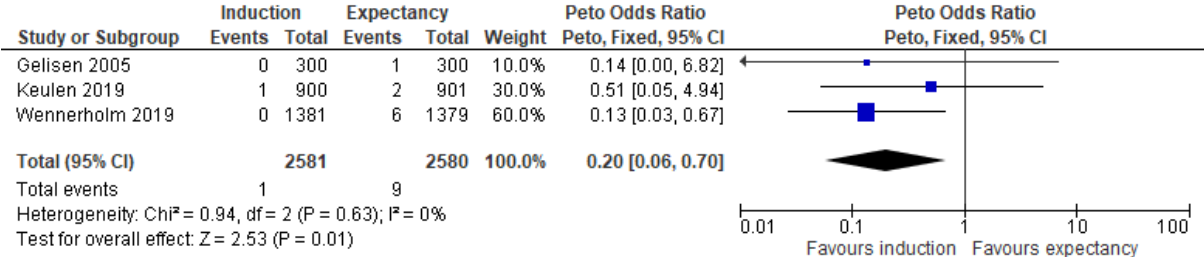 Induction Expectancy Peto Odds Ratio Peto Odds Ratio
Study or Subgroup Events Total Events Total Weight Peto, Fixed, 95% CI Peto, Fixed, 95% CI
Gelisen 2005 0 300 1 300 10.0% 0.14 [0.00, 6.82]
Keulen 2019 1 900 2 901 30.0% 0.51 [0.05, 4.94]
Wennerholm 2019 0 1381 6 1379 60.0% 0.13 [0.03, 0.67]
Total (95% CI) 2581 2580 100.0% 0.20 [0.06, 0.70]
Total events 1 9
Heterogeneity: Chi² = 0.94, df = 2 (P = 0.63); I² = 0%
Test for overall effect: Z = 2.53 (P = 0.01)
0.01 0.1 1 10 100
Favours induction Favours expectancy